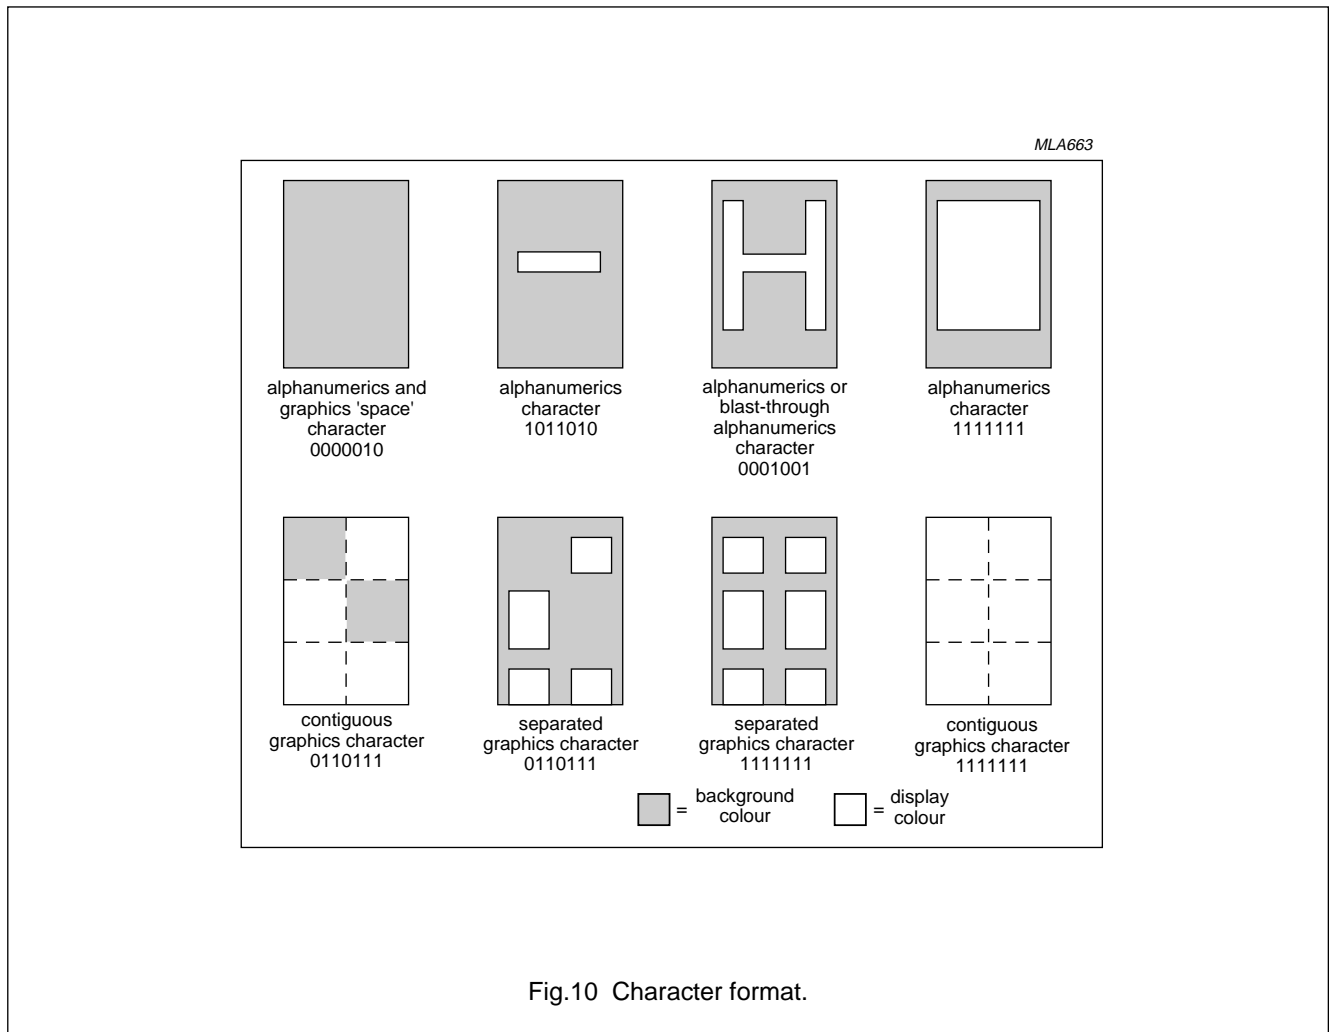 MLA663
alphanumerics and
graphics 'space'
character
0000010
alphanumerics
character
1011010
alphanumerics or
blast-through
alphanumerics
character
0001001
alphanumerics
character
1111111
contiguous
graphics character
0110111
separated
graphics character
0110111
separated
graphics character
1111111
contiguous
graphics character
1111111
= background
colour
= display
colour
Fig.10 Character format.